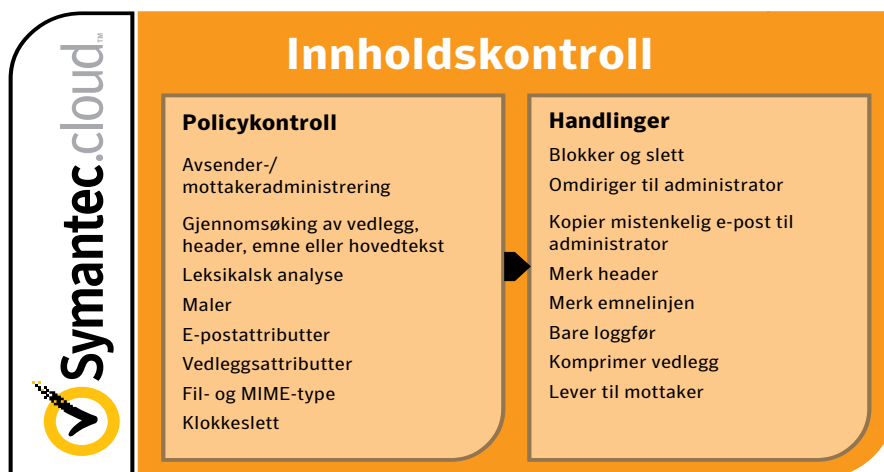 Symantec.cloud™
Innholdskontroll
Policykontroll
Avsender-/
mottakeradministrering
Gjennomsøking av vedlegg,
header, emne eller hovedtekst
Leksikalsk analyse
Maler
E-postattributter
Vedleggsattributter
Fil- og MIME-type
Klokkeslett
Handlinger
Blokker og slett
Omdiriger til administrator
Kopier mistenkelig e-post til
administrator
Merk header
Merk emnelinjen
Bare loggfør
Komprimer vedlegg
Lever til mottaker